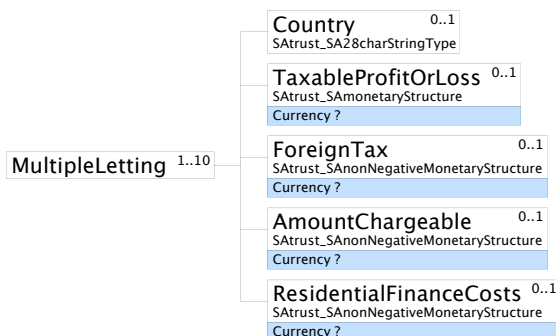 Country 0..1
SAtrust_SA28charStringType
TaxableProfitOrLoss 0..1
SAtrust_SAmonetaryStructure
Currency ?
MultipleLetting 1..10
ForeignTax 0..1
SAtrust_SAnonNegativeMonetaryStructure
Currency ?
AmountChargeable 0..1
SAtrust_SAnonNegativeMonetaryStructure
Currency ?
ResidentialFinanceCosts 0..1
SAtrust_SAnonNegativeMonetaryStructure
Currency ?